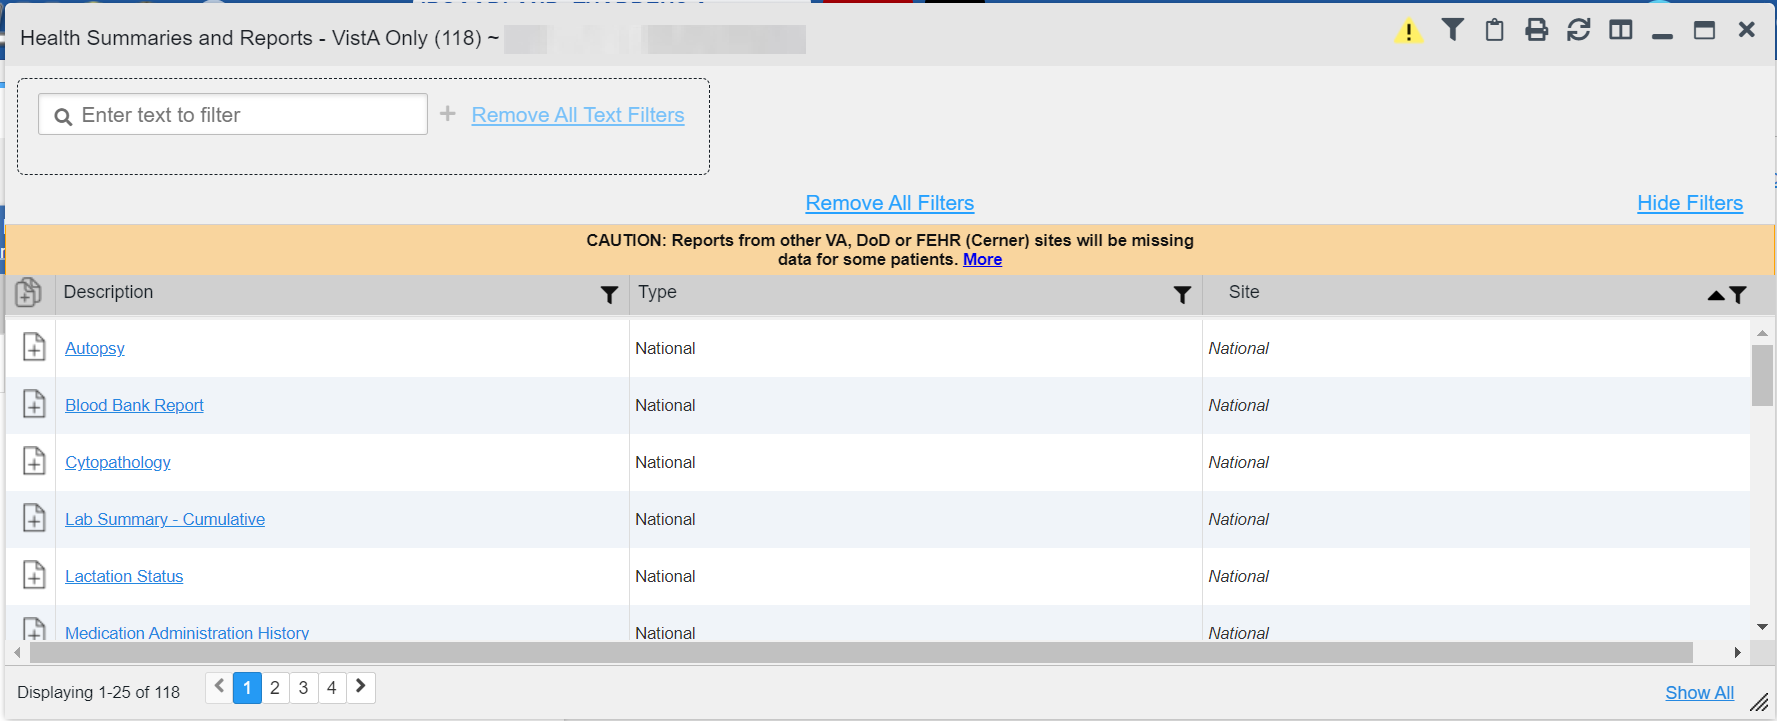 Health Summaries and Reports - VistA Only (118) ~
Enter text to filter
+ Remove All Text Filters
Remove All Filters
Hide Filters
CAUTION: Reports from other VA, DoD or FEHR (Cerner) sites will be missing
data for some patients. More
Description Type Site
Autopsy National National
Blood Bank Report National National
Cytopathology National National
Lab Summary - Cumulative National National
Lactation Status National National
Medication Administration History National National
Displaying 1-25 of 118 1 2 3 4 Show All